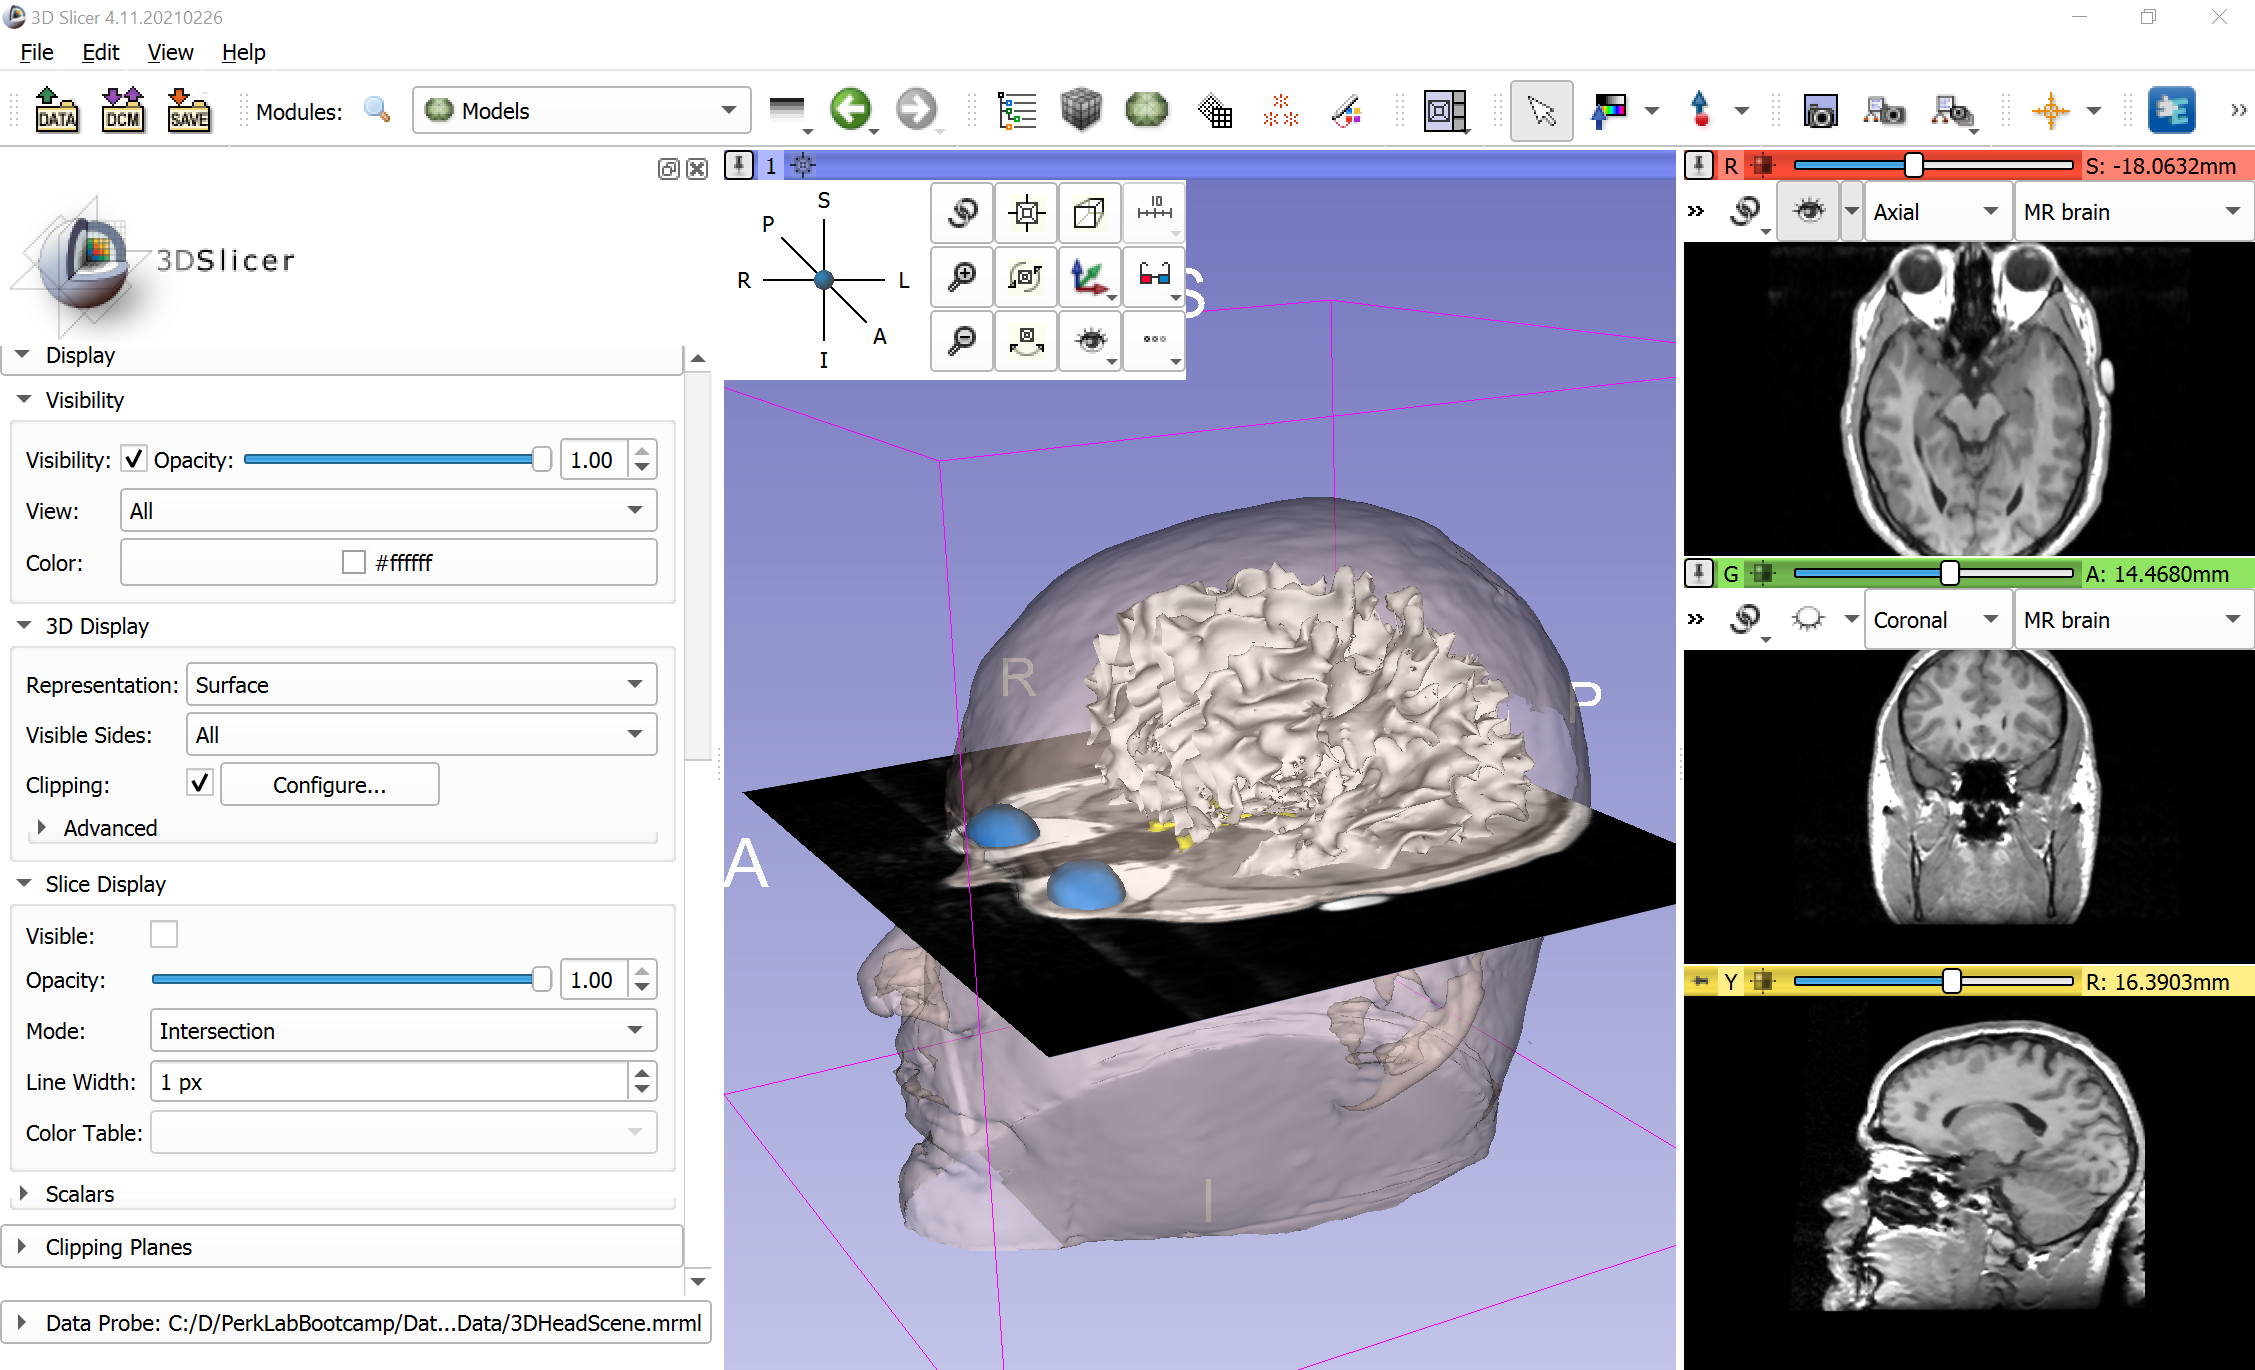 3D Slicer 4.11.20210226
File Edit View Help
DATA DCM SAVE Modules: Models
1
R S: -18.0632mm
Axial MR brain
S
P
R L
A
I
10
3DSlicer
Display
Visibility
Visibility: Opacity: 1.00
View: All
Color: #ffffff
3D Display
Representation: Surface
Visible Sides: All
Clipping: Configure...
Advanced
Slice Display
Visible:
Opacity: 1.00
Mode: Intersection
Line Width: 1 px
Color Table:
Scalars
Clipping Planes
Data Probe: C:/D/PerkLabBootcamp/Dat...Data/3DHeadScene.mrml
S
R
P
A
I
G A: 14.4680mm
Coronal MR brain
Y R: 16.3903mm